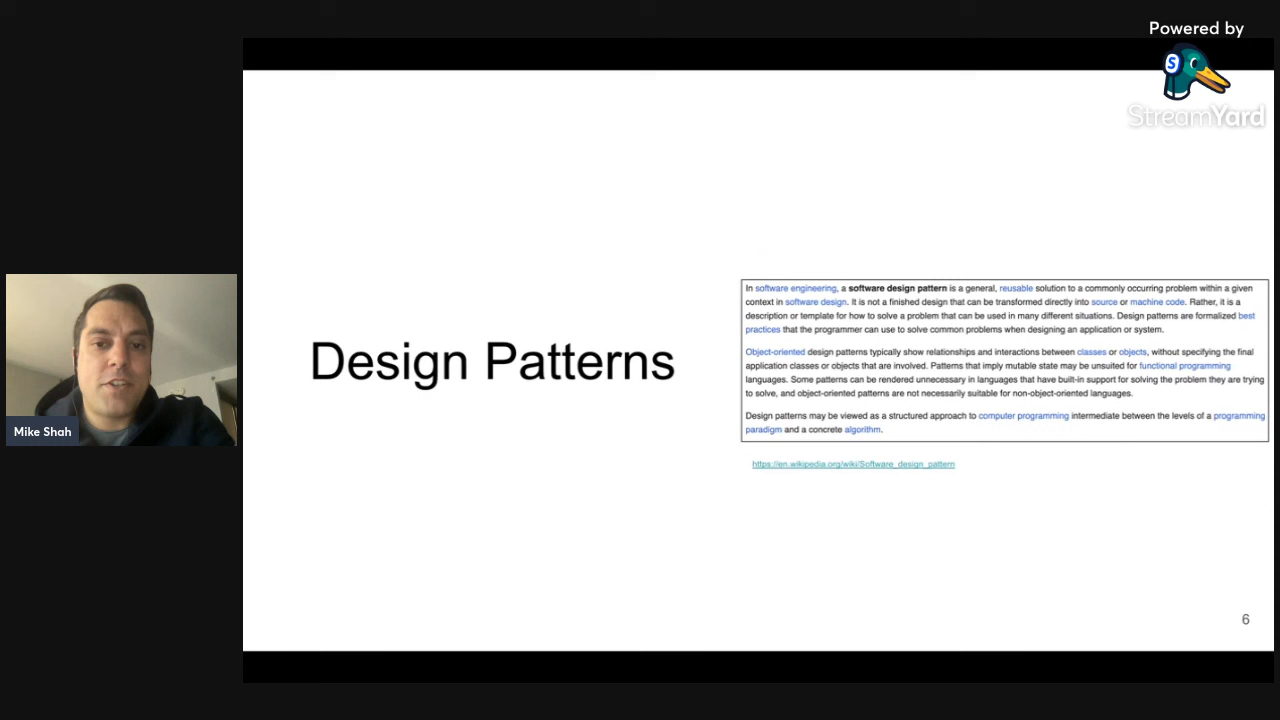 Powered by
S
StreamYard
Mike Shah
Design Patterns
In software engineering, a software design pattern is a general, reusable solution to a commonly occurring problem within a given
context in software design. It is not a finished design that can be transformed directly into source or machine code. Rather, it is a
description or template for how to solve a problem that can be used in many different situations. Design patterns are formalized best
practices that the programmer can use to solve common problems when designing an application or system.
Object-oriented design patterns typically show relationships and interactions between classes or objects, without specifying the final
application classes or objects that are involved. Patterns that imply mutable state may be unsuited for functional programming
languages. Some patterns can be rendered unnecessary in languages that have built-in support for solving the problem they are trying
to solve, and object-oriented patterns are not necessarily suitable for non-object-oriented languages.
Design patterns may be viewed as a structured approach to computer programming intermediate between the levels of a programming
paradigm and a concrete algorithm.
https://en.wikipedia.org/wiki/Software_design_pattern
6